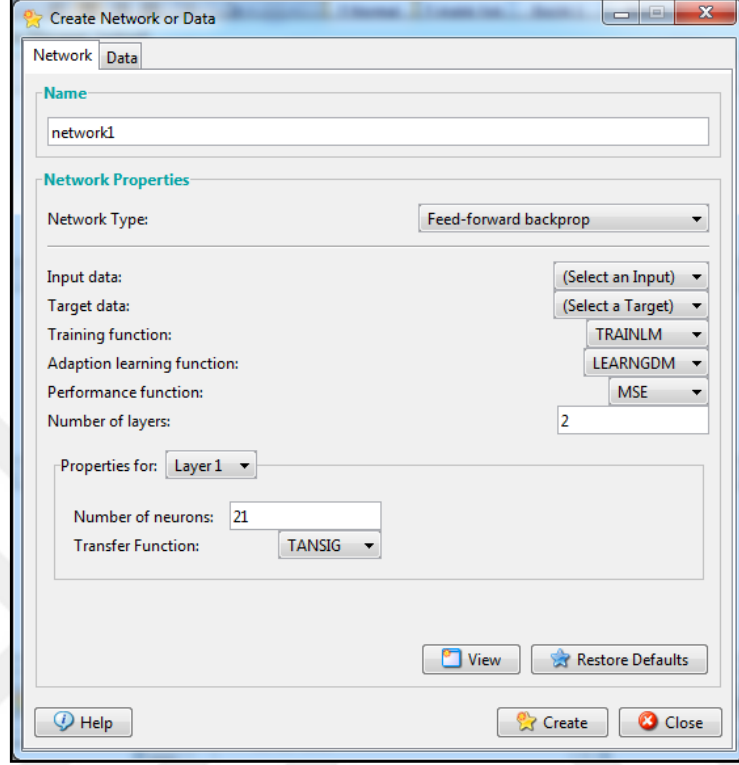 Create Network or Data
Network Data
Name
network1
Network Properties
Network Type: Feed-forward backprop
Input data: (Select an Input)
Target data: (Select a Target)
Training function: TRAINLM
Adaption learning function: LEARNGDM
Performance function: MSE
Number of layers: 2
Properties for: Layer 1
Number of neurons: 21
Transfer Function: TANSIG
View Restore Defaults
Help Create Close